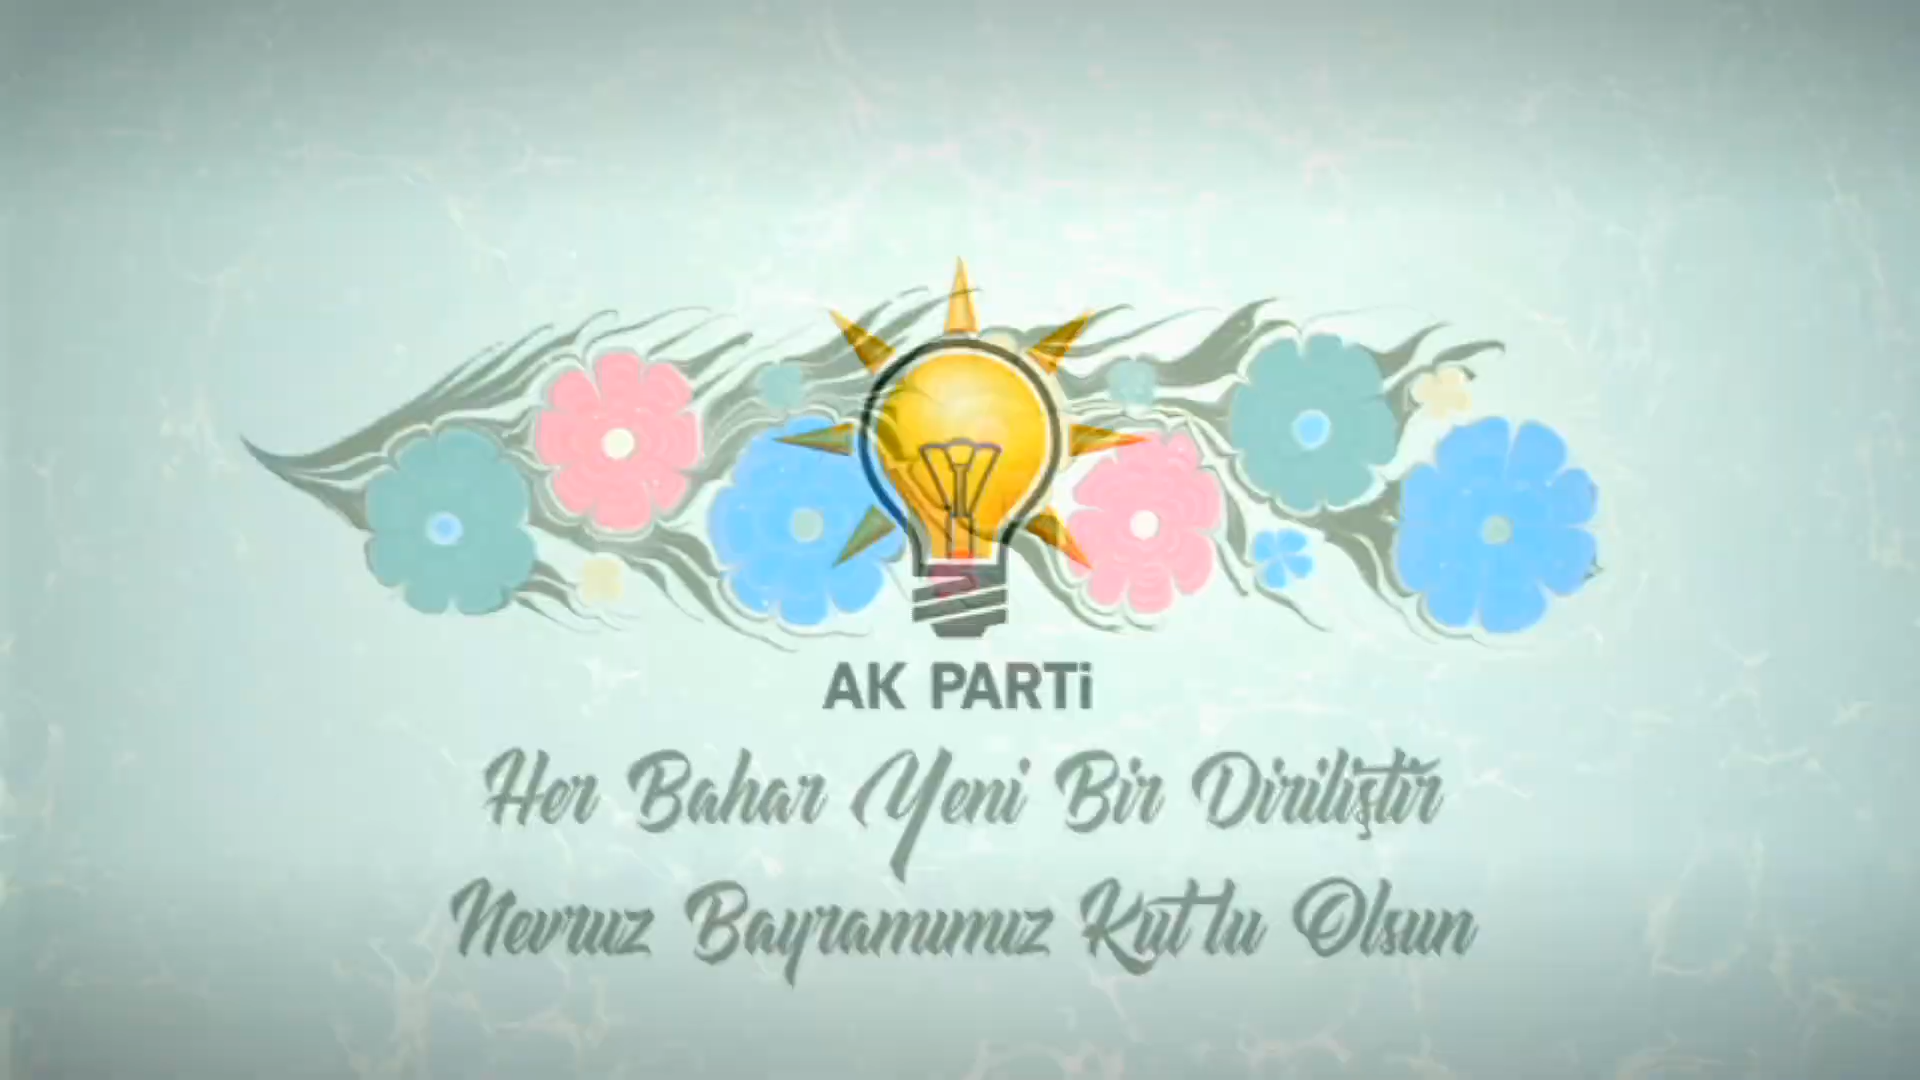 AK PARTi
Her Bahar Yeni Bir Diriliştir
Nevruz Bayramımız Kutlu Olsun